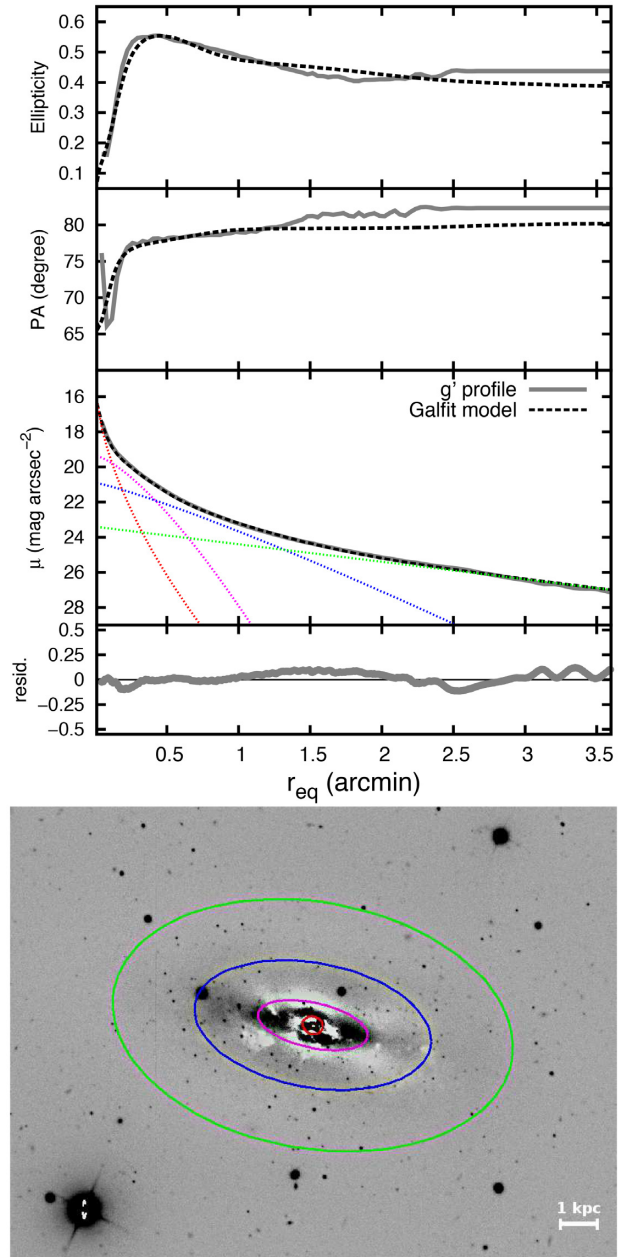 0.6
0.5
0.4
0.3
0.2
0.1
Ellipticity
80
75
70
65
PA (degree)
16
18
20
22
24
26
28
μ (mag arcsec⁻²)
g' profile
Galfit model
0.5
0.25
0
−0.25
−0.5
resid.
0.5 1 1.5 2 2.5 3 3.5
r_eq (arcmin)
1 kpc